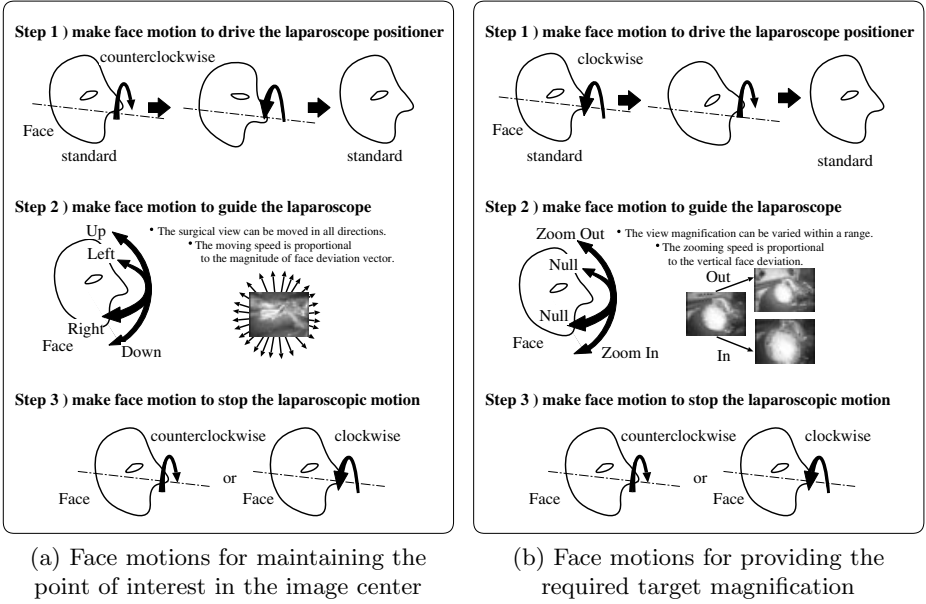 Step 1 ) make face motion to drive the laparoscope positioner
counterclockwise
Face
standard
standard
Step 2 ) make face motion to guide the laparoscope
Up
Left
Right
Face
Down
• The surgical view can be moved in all directions.
• The moving speed is proportional
to the magnitude of face deviation vector.
Step 3 ) make face motion to stop the laparoscopic motion
counterclockwise
clockwise
or
Face
Face
(a) Face motions for maintaining the
point of interest in the image center
Step 1 ) make face motion to drive the laparoscope positioner
clockwise
Face
standard
standard
Step 2 ) make face motion to guide the laparoscope
Zoom Out
Null
Null
Face
Zoom In
• The view magnification can be varied within a range.
• The zooming speed is proportional
to the vertical face deviation.
Out
In
Step 3 ) make face motion to stop the laparoscopic motion
counterclockwise
clockwise
or
Face
Face
(b) Face motions for providing the
required target magnification